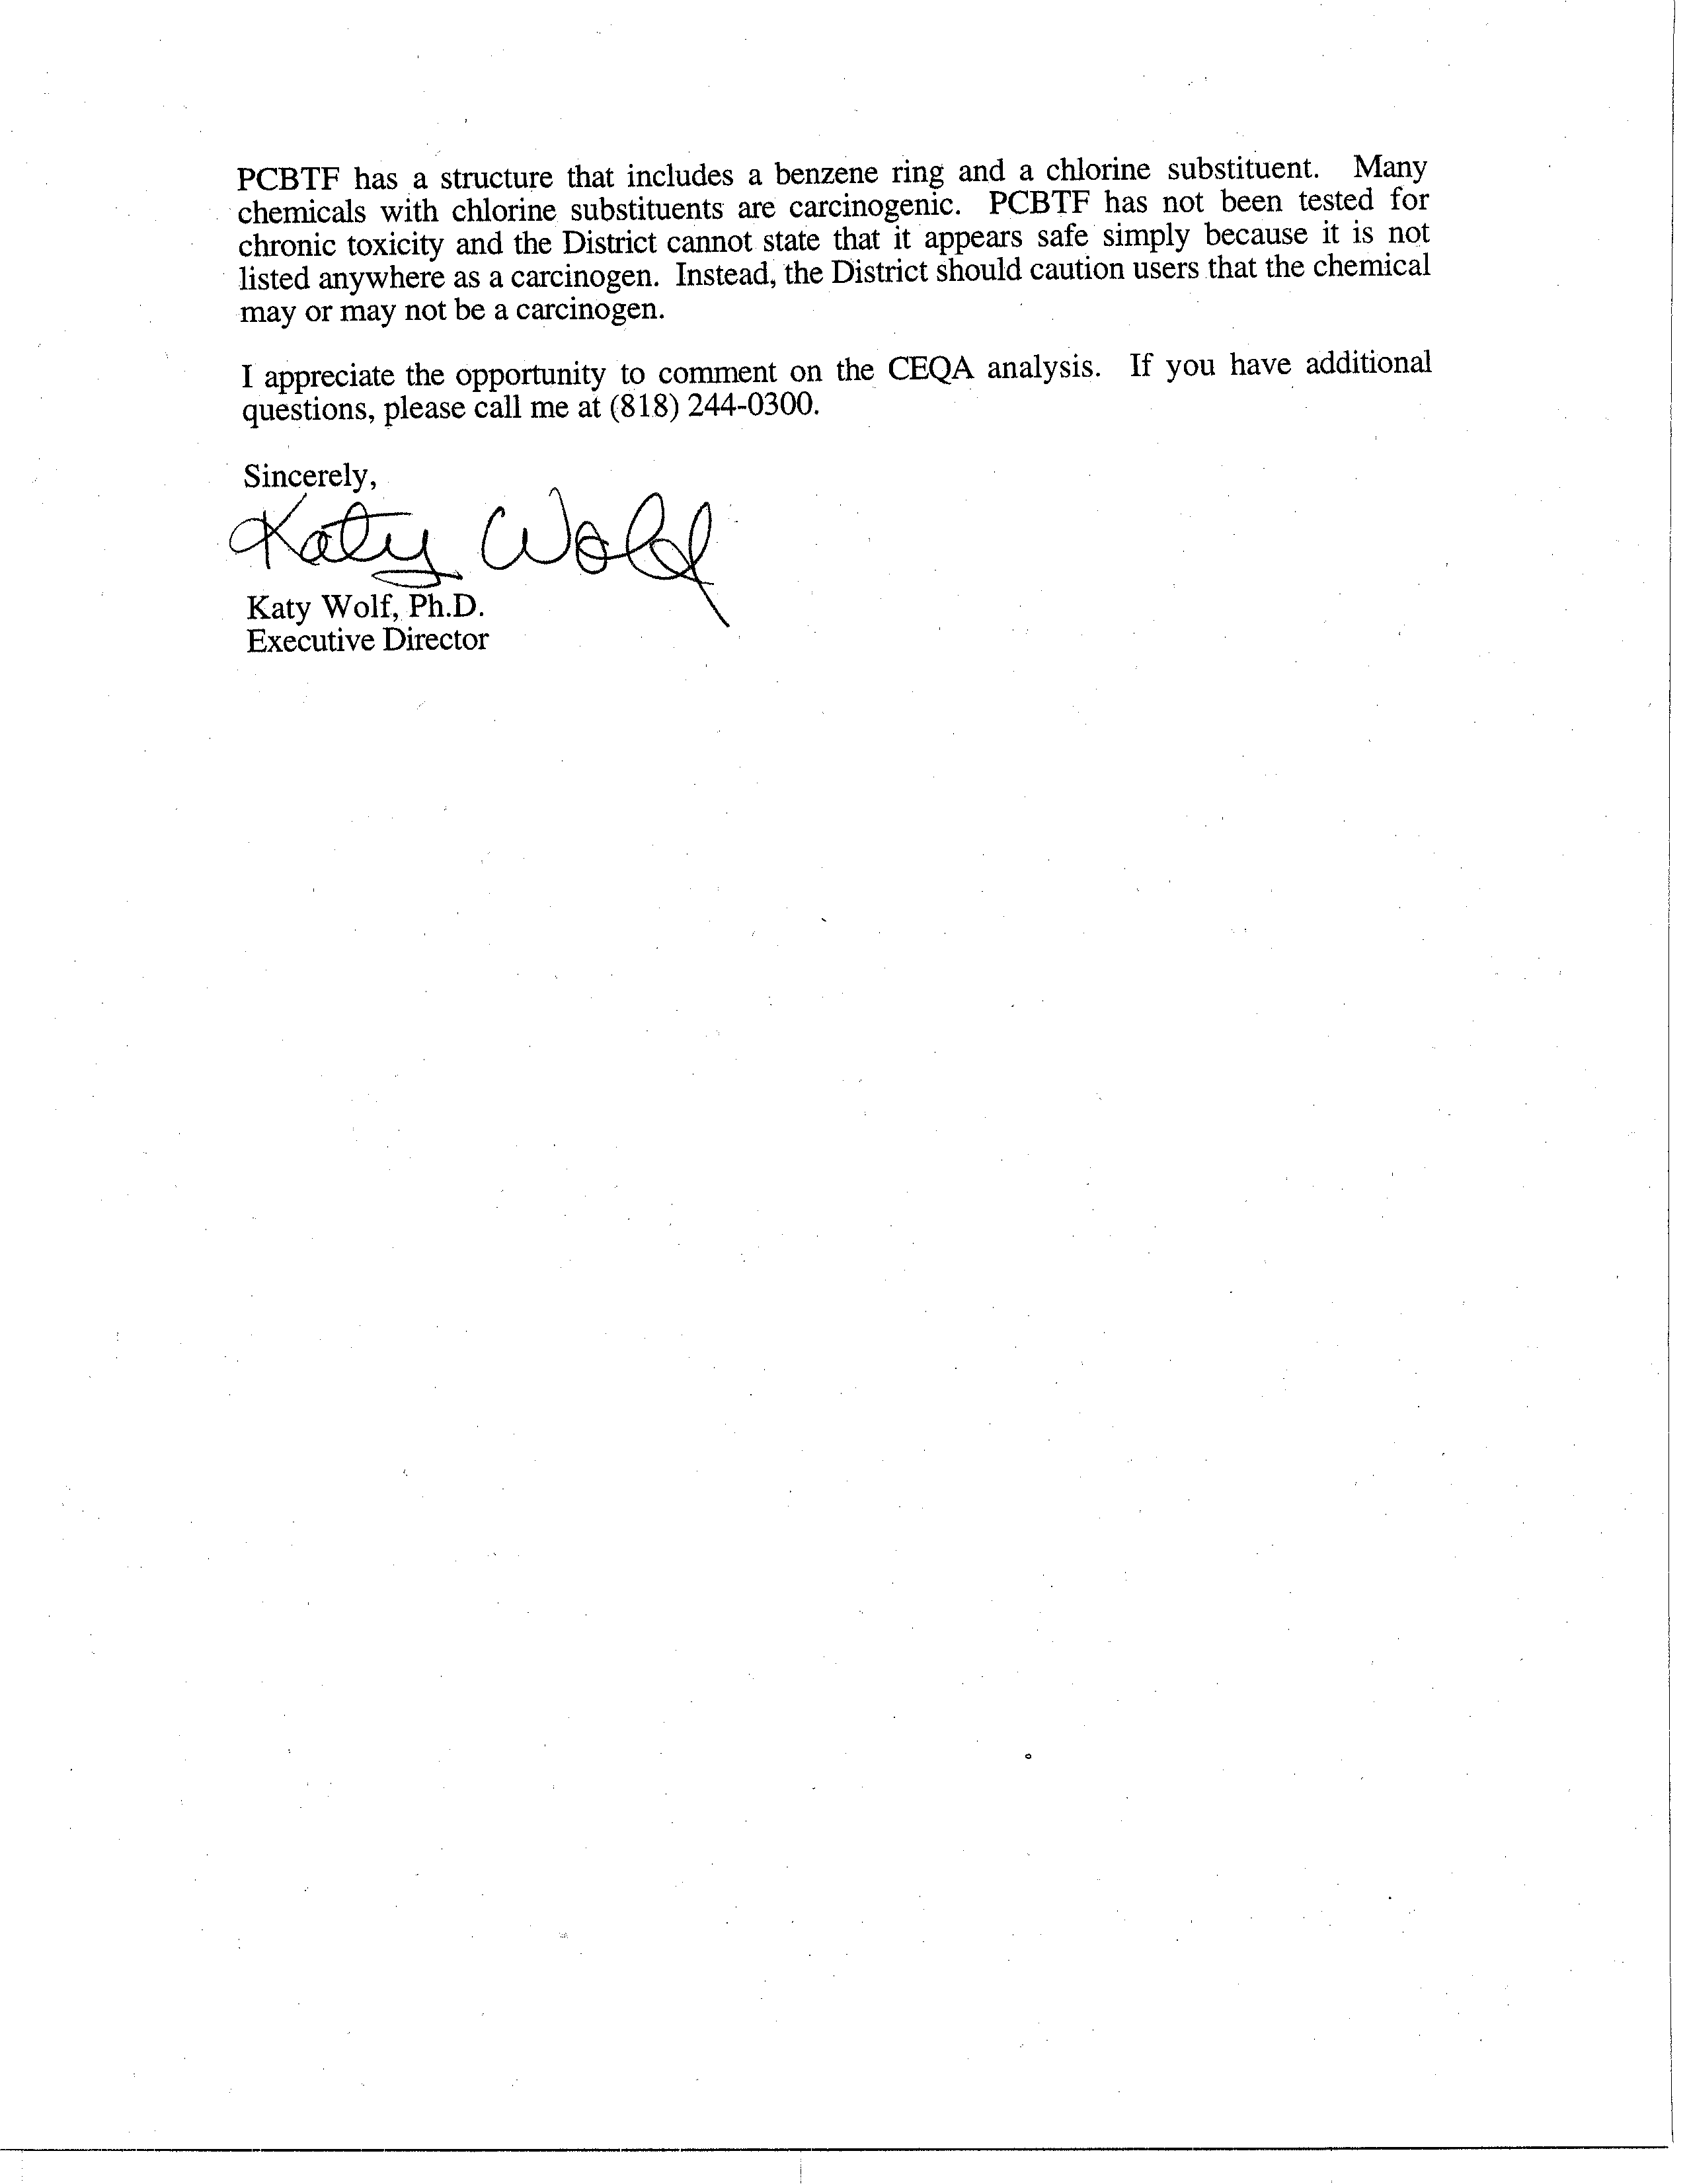 PCBTF has a structure that includes a benzene ring and a chlorine substituent. Many
chemicals with chlorine substituents are carcinogenic. PCBTF has not been tested for
chronic toxicity and the District cannot state that it appears safe simply because it is not
listed anywhere as a carcinogen. Instead, the District should caution users that the chemical
may or may not be a carcinogen.
I appreciate the opportunity to comment on the CEQA analysis. If you have additional
questions, please call me at (818) 244-0300.
Sincerely,
Katy Wolf
Katy Wolf, Ph.D.
Executive Director